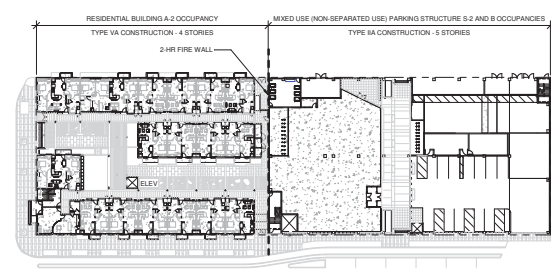 RESIDENTIAL BUILDING A-2 OCCUPANCY
MIXED USE (NON-SEPARATED USE) PARKING STRUCTURE S-2 AND B OCCUPANCIES
TYPE VA CONSTRUCTION - 4 STORIES
TYPE IIA CONSTRUCTION - 5 STORIES
2-HR FIRE WALL
ELEV